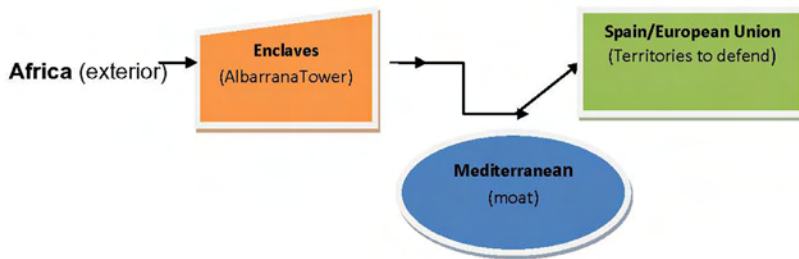 Africa (exterior)
Enclaves
(AlbarranaTower)
Spain/European Union
(Territories to defend)
Mediterranean
(moat)